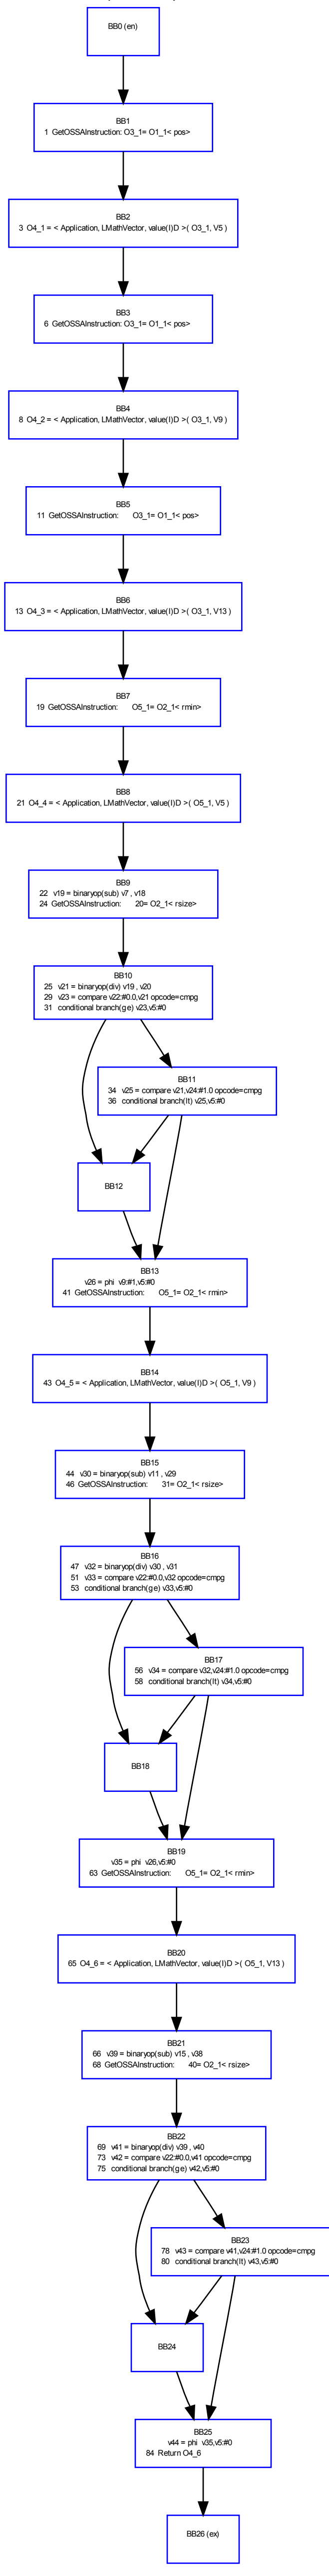 BB0 (en)
BB1
1 GetOSSAInstruction: O3_1= O1_1< pos>
BB2
3 O4_1 = < Application, LMathVector, value(I)D >( O3_1, V5 )
BB3
6 GetOSSAInstruction: O3_1= O1_1< pos>
BB4
8 O4_2 = < Application, LMathVector, value(I)D >( O3_1, V9 )
BB5
11 GetOSSAInstruction: O3_1= O1_1< pos>
BB6
13 O4_3 = < Application, LMathVector, value(I)D >( O3_1, V13 )
BB7
19 GetOSSAInstruction: O5_1= O2_1< rmin>
BB8
21 O4_4 = < Application, LMathVector, value(I)D >( O5_1, V5 )
BB9
22 v19 = binaryop(sub) v7 , v18
24 GetOSSAInstruction: 20= O2_1< rsize>
BB10
25 v21 = binaryop(div) v19 , v20
29 v23 = compare v22:#0.0,v21 opcode=cmpg
31 conditional branch(ge) v23,v5:#0
BB11
34 v25 = compare v21,v24:#1.0 opcode=cmpg
36 conditional branch(lt) v25,v5:#0
BB12
BB13
v26 = phi v9:#1,v5:#0
41 GetOSSAInstruction: O5_1= O2_1< rmin>
BB14
43 O4_5 = < Application, LMathVector, value(I)D >( O5_1, V9 )
BB15
44 v30 = binaryop(sub) v11 , v29
46 GetOSSAInstruction: 31= O2_1< rsize>
BB16
47 v32 = binaryop(div) v30 , v31
51 v33 = compare v22:#0.0,v32 opcode=cmpg
53 conditional branch(ge) v33,v5:#0
BB17
56 v34 = compare v32,v24:#1.0 opcode=cmpg
58 conditional branch(lt) v34,v5:#0
BB18
BB19
v35 = phi v26,v5:#0
63 GetOSSAInstruction: O5_1= O2_1< rmin>
BB20
65 O4_6 = < Application, LMathVector, value(I)D >( O5_1, V13 )
BB21
66 v39 = binaryop(sub) v15 , v38
68 GetOSSAInstruction: 40= O2_1< rsize>
BB22
69 v41 = binaryop(div) v39 , v40
73 v42 = compare v22:#0.0,v41 opcode=cmpg
75 conditional branch(ge) v42,v5:#0
BB23
78 v43 = compare v41,v24:#1.0 opcode=cmpg
80 conditional branch(lt) v43,v5:#0
BB24
BB25
v44 = phi v35,v5:#0
84 Return O4_6
BB26 (ex)